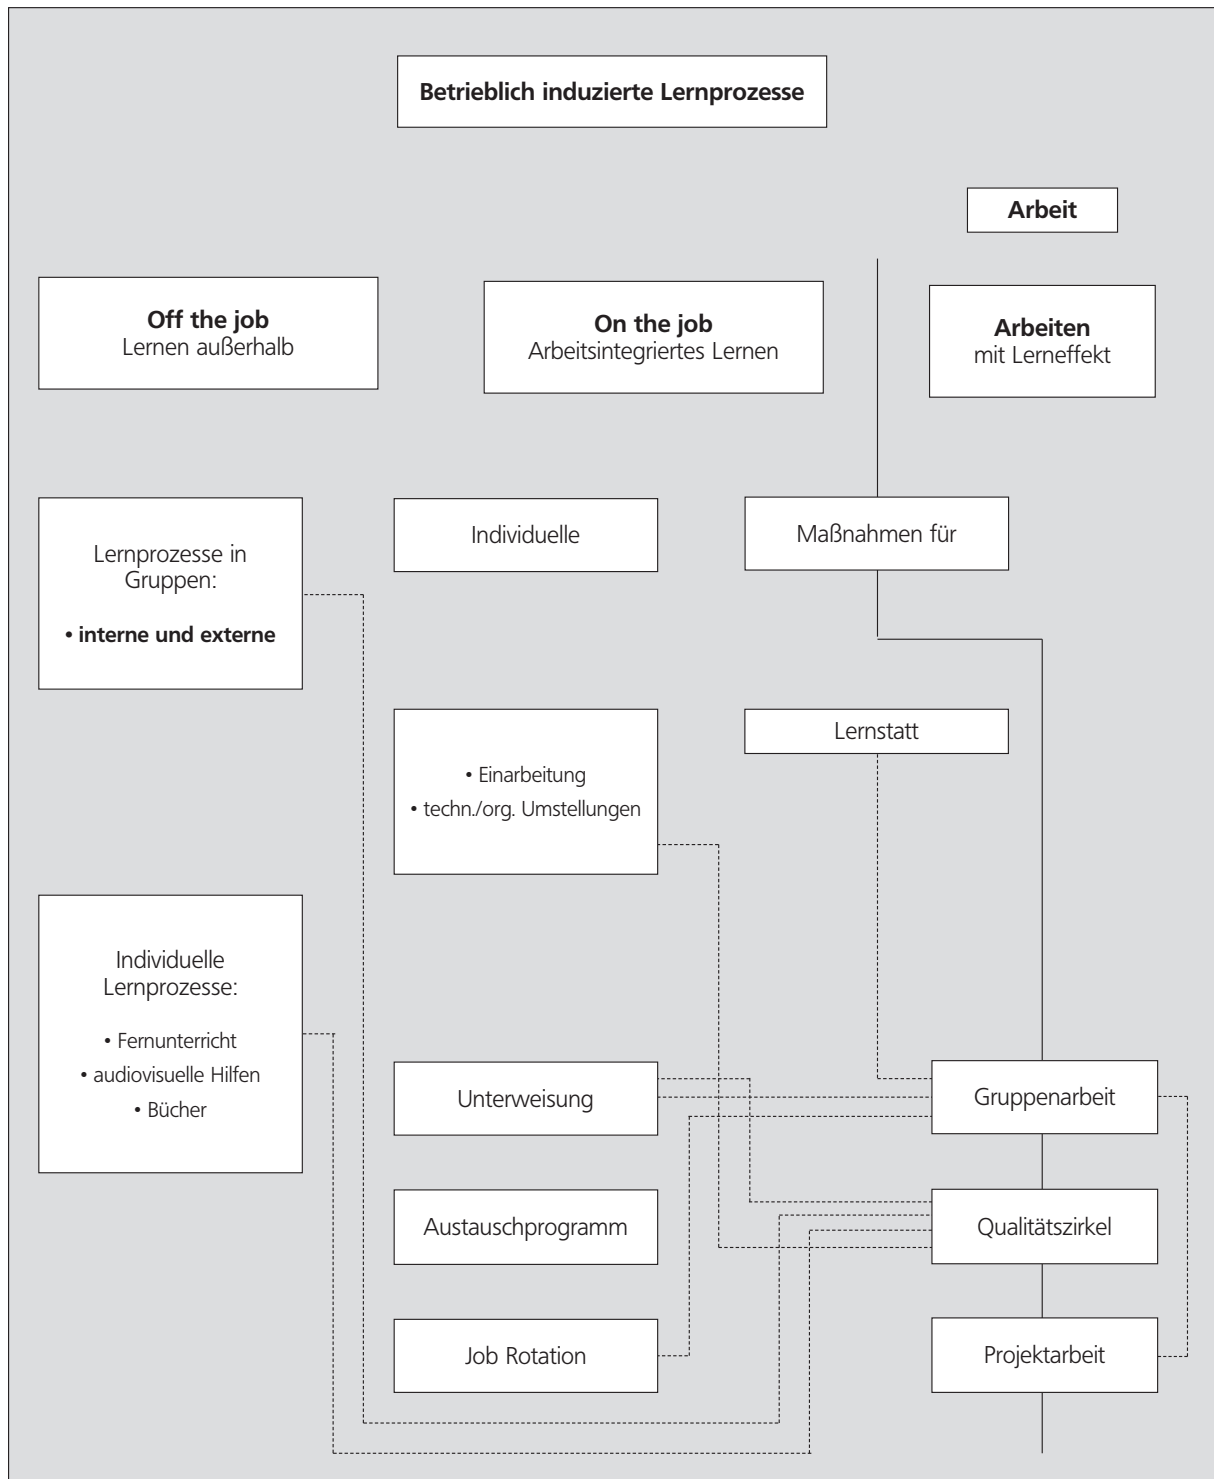 Betrieblich induzierte Lernprozesse
Arbeit
Off the job
Lernen außerhalb
On the job
Arbeitsintegriertes Lernen
Arbeiten
mit Lerneffekt
Lernprozesse in
Gruppen:
• interne und externe
Individuelle
Maßnahmen für
Lernstatt
• Einarbeitung
• techn./org. Umstellungen
Individuelle
Lernprozesse:
• Fernunterricht
• audiovisuelle Hilfen
• Bücher
Unterweisung
Gruppenarbeit
Austauschprogramm
Qualitätszirkel
Job Rotation
Projektarbeit